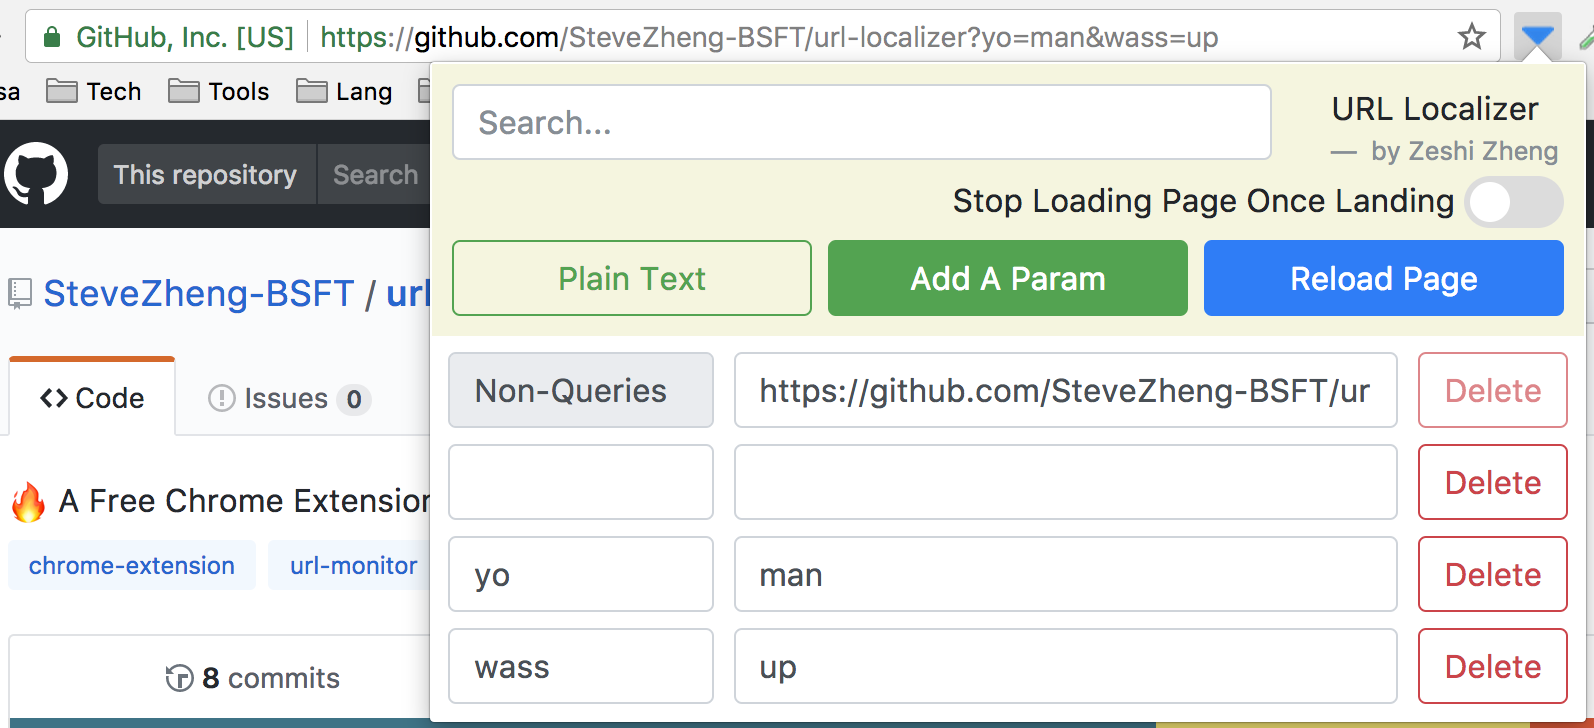 GitHub, Inc. [US] https://github.com/SteveZheng-BSFT/url-localizer?yo=man&wass=up
sa Tech Tools Lang
Search...
URL Localizer
— by Zeshi Zheng
This repository Search
Stop Loading Page Once Landing
Plain Text Add A Param Reload Page
SteveZheng-BSFT / url
Non-Queries https://github.com/SteveZheng-BSFT/ur Delete
<> Code Issues 0
Delete
A Free Chrome Extension
chrome-extension url-monitor
yo man Delete
wass up Delete
8 commits